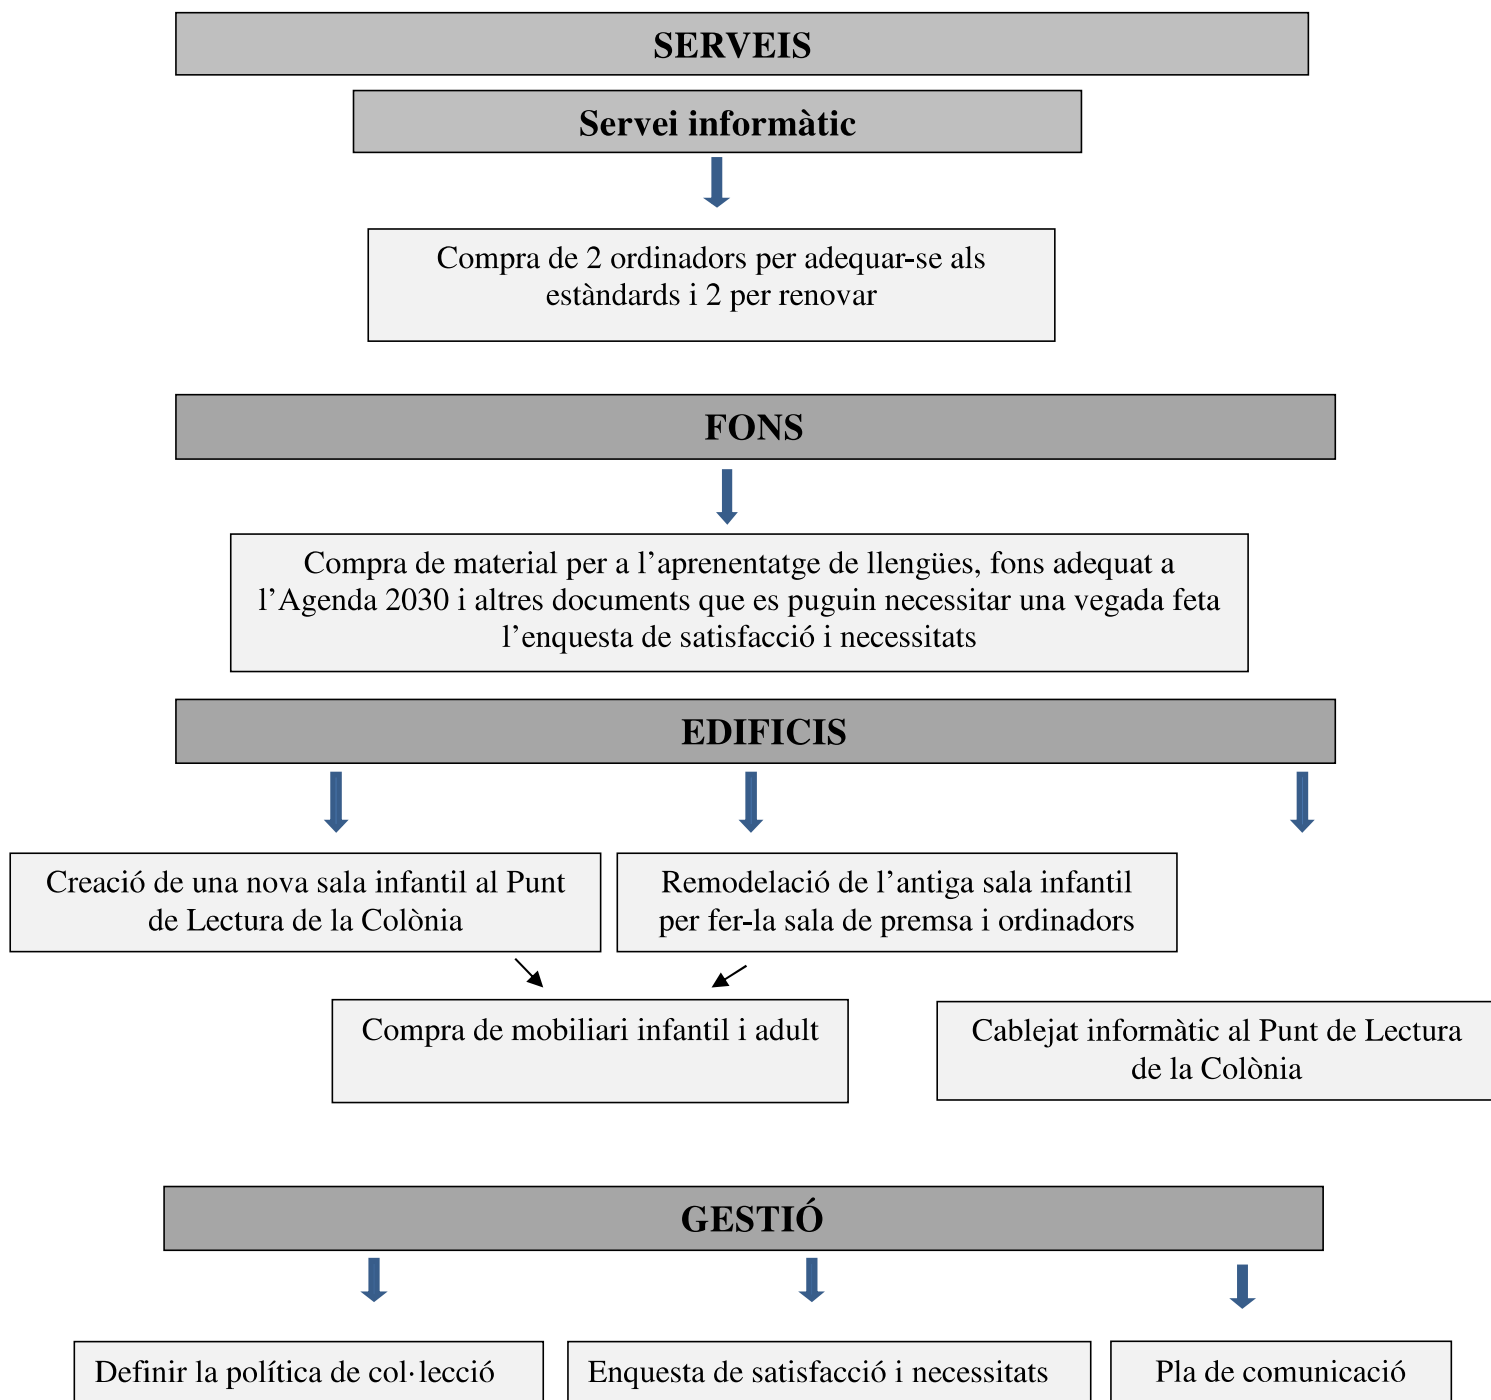 SERVEIS
Servei informàtic
Compra de 2 ordinadors per adequar-se als
estàndards i 2 per renovar
FONS
Compra de material per a l’aprenentatge de llengües, fons adequat a
l’Agenda 2030 i altres documents que es puguin necessitar una vegada feta
l’enquesta de satisfacció i necessitats
EDIFICIS
Creació de una nova sala infantil al Punt
de Lectura de la Colònia
Remodelació de l’antiga sala infantil
per fer-la sala de premsa i ordinadors
Compra de mobiliari infantil i adult
Cablejat informàtic al Punt de Lectura
de la Colònia
GESTIÓ
Definir la política de col·lecció
Enquesta de satisfacció i necessitats
Pla de comunicació